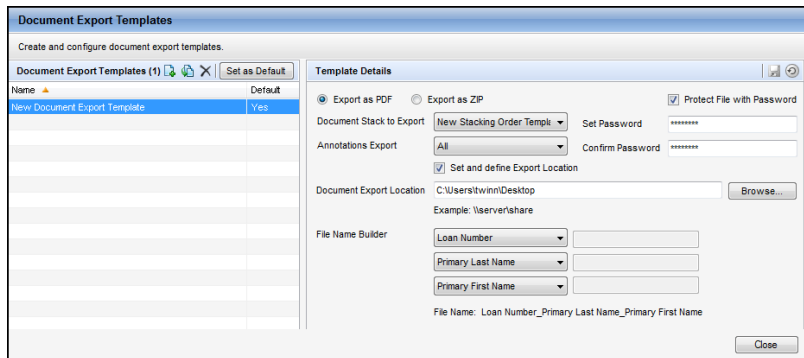 Document Export Templates
Create and configure document export templates.
Document Export Templates (1) Set as Default
Name Default
New Document Export Template Yes
Template Details
Export as PDF Export as ZIP Protect File with Password
Document Stack to Export New Stacking Order Templa Set Password ********
Annotations Export All Confirm Password ********
Set and define Export Location
Document Export Location C:\Users\twinn\Desktop Browse...
Example: \\server\share
File Name Builder Loan Number
Primary Last Name
Primary First Name
File Name: Loan Number_Primary Last Name_Primary First Name
Close